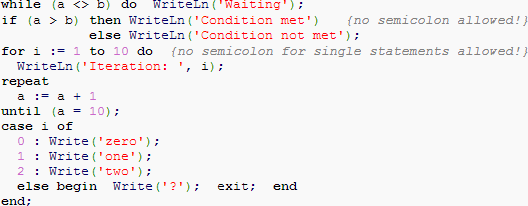 while (a <> b) do  WriteLn('Waiting');
if (a > b) then WriteLn('Condition met')   {no semicolon allowed!}
           else WriteLn('Condition not met');
for i := 1 to 10 do  {no semicolon for single statements allowed!}
  WriteLn('Iteration: ', i);
repeat
  a := a + 1
until (a = 10);
case i of
  0 : Write('zero');
  1 : Write('one');
  2 : Write('two');
  else begin  Write('?');  exit;  end
end;